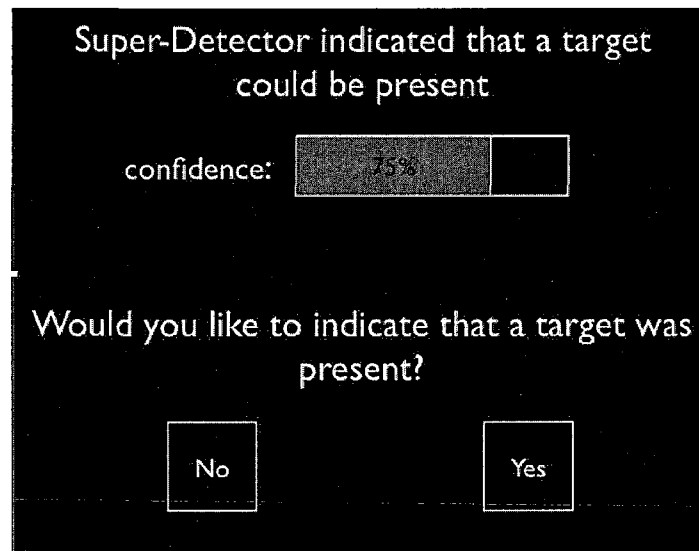 Super-Detector indicated that a target
could be present
confidence:
75%
Would you like to indicate that a target was
present?
No
Yes